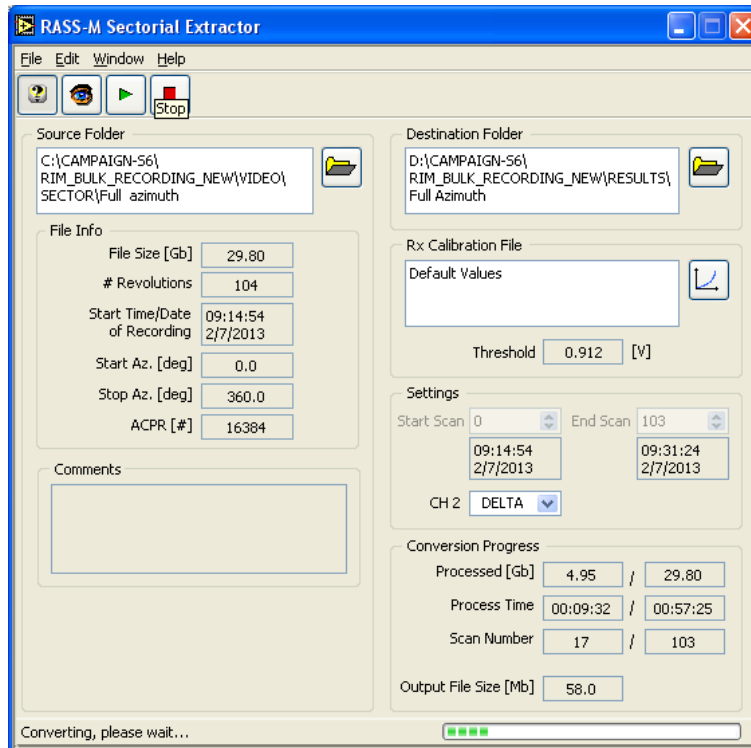 RASS-M Sectorial Extractor
File Edit Window Help
Stop
Source Folder
C:\CAMPAIGN-S6\
RIM_BULK_RECORDING_NEW\VIDEO\
SECTOR\Full azimuth
File Info
File Size [Gb] 29.80
# Revolutions 104
Start Time/Date of Recording 09:14:54 2/7/2013
Start Az. [deg] 0.0
Stop Az. [deg] 360.0
ACPR [#] 16384
Comments
Destination Folder
D:\CAMPAIGN-S6\
RIM_BULK_RECORDING_NEW\RESULTS\
Full Azimuth
Rx Calibration File
Default Values
Threshold 0.912 [V]
Settings
Start Scan 0 End Scan 103
09:14:54 09:31:24
2/7/2013 2/7/2013
CH 2 DELTA
Conversion Progress
Processed [Gb] 4.95 / 29.80
Process Time 00:09:32 / 00:57:25
Scan Number 17 / 103
Output File Size [Mb] 58.0
Converting, please wait...